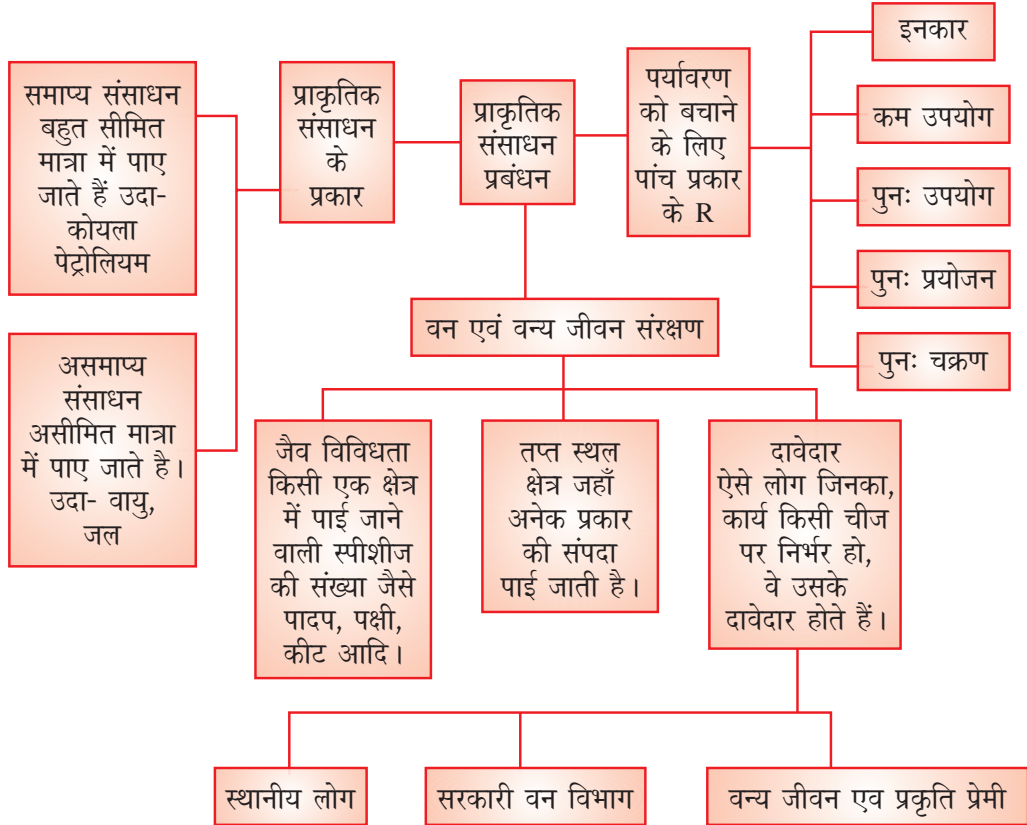 समाप्य संसाधन
बहुत सीमित
मात्रा में पाए
जाते हैं उदा-
कोयला
पेट्रोलियम
असमाप्य
संसाधन
असीमित मात्रा
में पाए जाते है।
उदा- वायु,
जल
प्राकृतिक
संसाधन
के
प्रकार
प्राकृतिक
संसाधन
प्रबंधन
पर्यावरण
को बचाने
के लिए
पांच प्रकार
के R
इनकार
कम उपयोग
पुनः उपयोग
पुनः प्रयोजन
पुनः चक्रण
वन एवं वन्य जीवन संरक्षण
जैव विविधता
किसी एक क्षेत्र
में पाई जाने
वाली स्पीशीज
की संख्या जैसे
पादप, पक्षी,
कीट आदि।
तप्त स्थल
क्षेत्र जहाँ
अनेक प्रकार
की संपदा
पाई जाती है।
दावेदार
ऐसे लोग जिनका,
कार्य किसी चीज
पर निर्भर हो,
वे उसके
दावेदार होते हैं।
स्थानीय लोग
सरकारी वन विभाग
वन्य जीवन एव प्रकृति प्रेमी